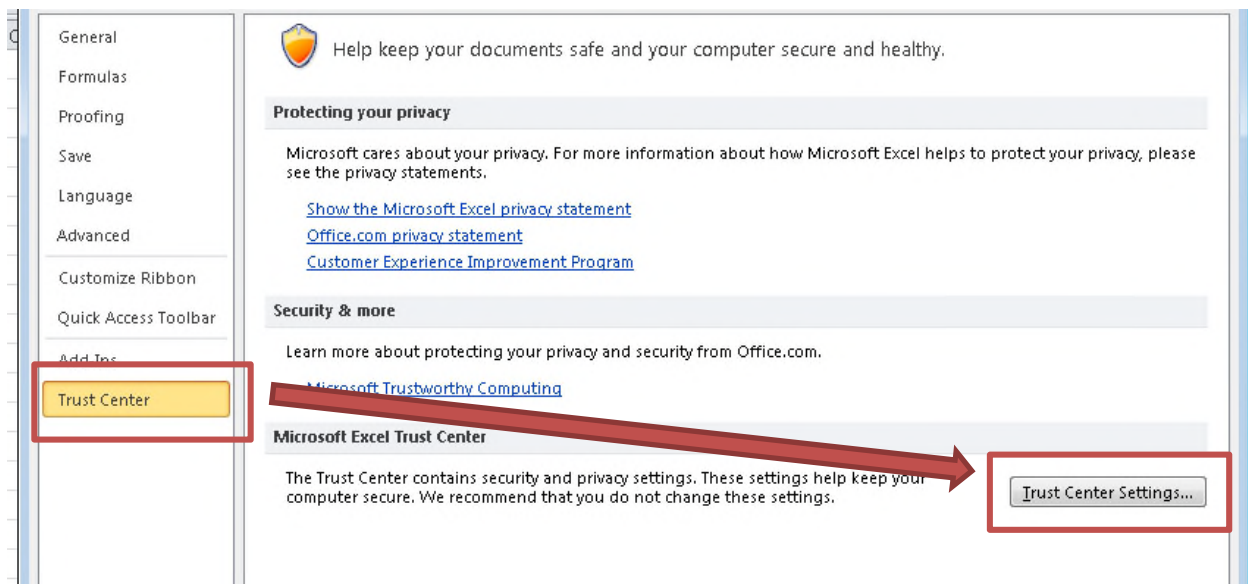 General
Formulas
Proofing
Save
Language
Advanced
Customize Ribbon
Quick Access Toolbar
Add-Ins
Trust Center
Help keep your documents safe and your computer secure and healthy.
Protecting your privacy
Microsoft cares about your privacy. For more information about how Microsoft Excel helps to protect your privacy, please
see the privacy statements.
Show the Microsoft Excel privacy statement
Office.com privacy statement
Customer Experience Improvement Program
Security & more
Learn more about protecting your privacy and security from Office.com.
Microsoft Trustworthy Computing
Microsoft Excel Trust Center
The Trust Center contains security and privacy settings. These settings help keep your
computer secure. We recommend that you do not change these settings.
Trust Center Settings...